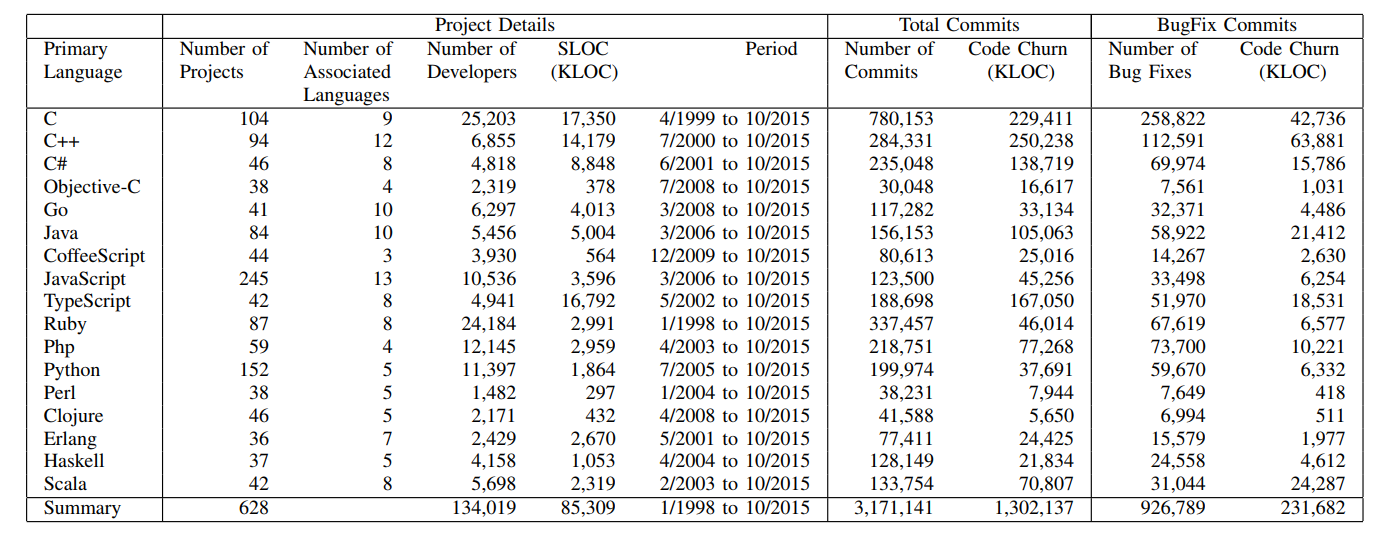 Project Details Total Commits BugFix Commits
Primary Number of Number of Number of SLOC Period Number of Code Churn Number of Code Churn
Language Projects Associated Developers (KLOC) Commits (KLOC) Bug Fixes (KLOC)
Languages
C 104 9 25,203 17,350 4/1999 to 10/2015 780,153 229,411 258,822 42,736
C++ 94 12 6,855 14,179 7/2000 to 10/2015 284,331 250,238 112,591 63,881
C# 46 8 4,818 8,848 6/2001 to 10/2015 235,048 138,719 69,974 15,786
Objective-C 38 4 2,319 378 7/2008 to 10/2015 30,048 16,617 7,561 1,031
Go 41 10 6,297 4,013 3/2008 to 10/2015 117,282 33,134 32,371 4,486
Java 84 10 5,456 5,004 3/2006 to 10/2015 156,153 105,063 58,922 21,412
CoffeeScript 44 3 3,930 564 12/2009 to 10/2015 80,613 25,016 14,267 2,630
JavaScript 245 13 10,536 3,596 3/2006 to 10/2015 123,500 45,256 33,498 6,254
TypeScript 42 8 4,941 16,792 5/2002 to 10/2015 188,698 167,050 51,970 18,531
Ruby 87 8 24,184 2,991 1/1998 to 10/2015 337,457 46,014 67,619 6,577
Php 59 4 12,145 2,959 4/2003 to 10/2015 218,751 77,268 73,700 10,221
Python 152 5 11,397 1,864 7/2005 to 10/2015 199,974 37,691 59,670 6,332
Perl 38 5 1,482 297 1/2004 to 10/2015 38,231 7,944 7,649 418
Clojure 46 5 2,171 432 4/2008 to 10/2015 41,588 5,650 6,994 511
Erlang 36 7 2,429 2,670 5/2001 to 10/2015 77,411 24,425 15,579 1,977
Haskell 37 5 4,158 1,053 4/2004 to 10/2015 128,149 21,834 24,558 4,612
Scala 42 8 5,698 2,319 2/2003 to 10/2015 133,754 70,807 31,044 24,287
Summary 628 134,019 85,309 1/1998 to 10/2015 3,171,141 1,302,137 926,789 231,682